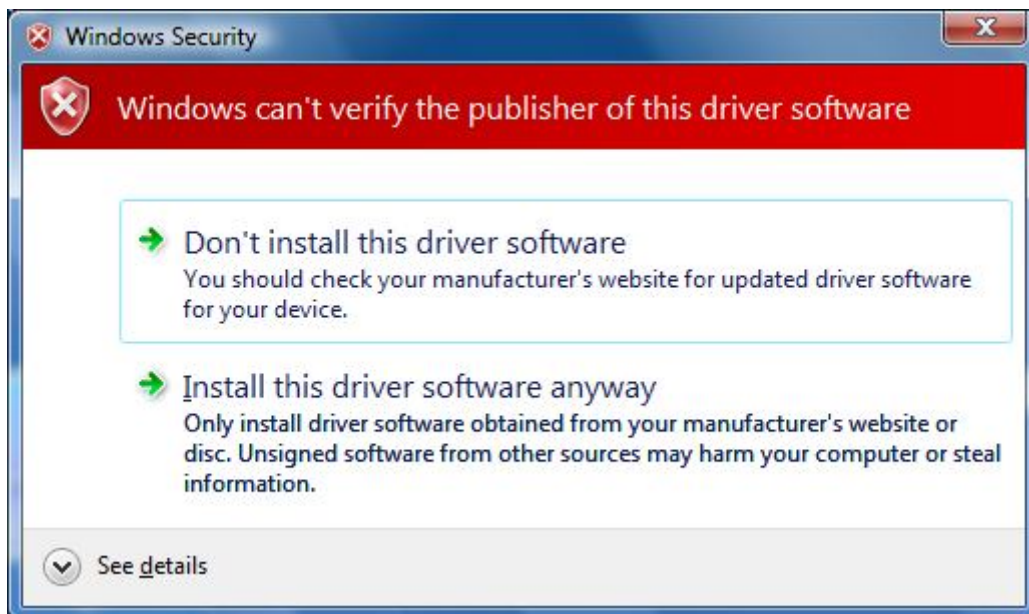 Windows Security
Windows can't verify the publisher of this driver software
Don't install this driver software
You should check your manufacturer's website for updated driver software
for your device.
Install this driver software anyway
Only install driver software obtained from your manufacturer's website or
disc. Unsigned software from other sources may harm your computer or steal
information.
See details